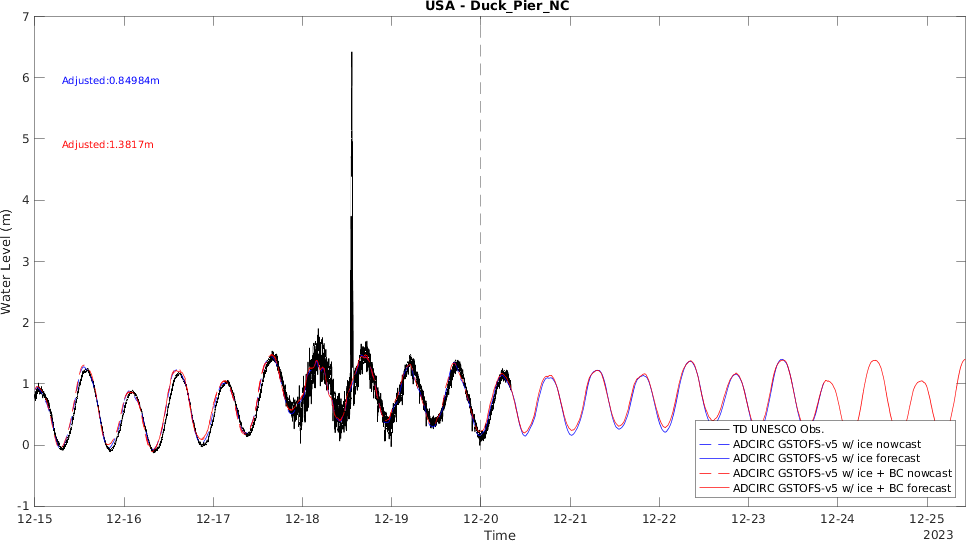 USA - Duck_Pier_NC
7
6
5
4
3
2
1
0
-1
Water Level (m)
Adjusted:0.84984m
Adjusted:1.3817m
TD UNESCO Obs.
ADCIRC GSTOFS-v5 w/ ice nowcast
ADCIRC GSTOFS-v5 w/ ice forecast
ADCIRC GSTOFS-v5 w/ ice + BC nowcast
ADCIRC GSTOFS-v5 w/ ice + BC forecast
12-15 12-16 12-17 12-18 12-19 12-20 12-21 12-22 12-23 12-24 12-25
Time
2023